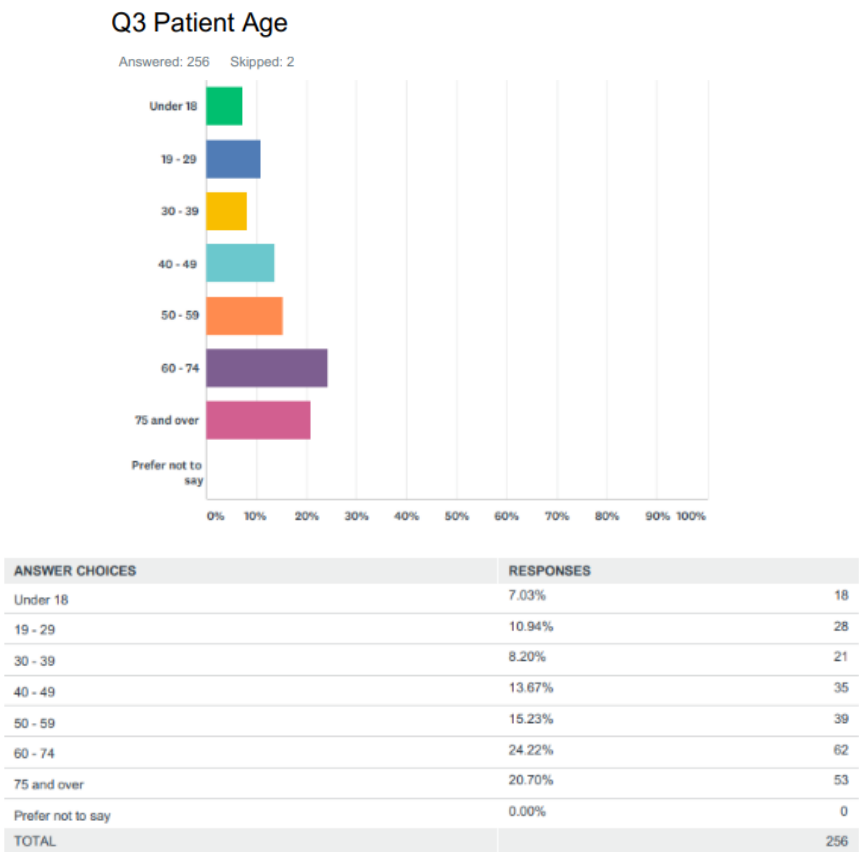 Q3 Patient Age
Answered: 256 Skipped: 2
Under 18
19 - 29
30 - 39
40 - 49
50 - 59
60 - 74
75 and over
Prefer not to
say
0% 10% 20% 30% 40% 50% 60% 70% 80% 90% 100%
ANSWER CHOICES RESPONSES
Under 18 7.03% 18
19 - 29 10.94% 28
30 - 39 8.20% 21
40 - 49 13.67% 35
50 - 59 15.23% 39
60 - 74 24.22% 62
75 and over 20.70% 53
Prefer not to say 0.00% 0
TOTAL 256